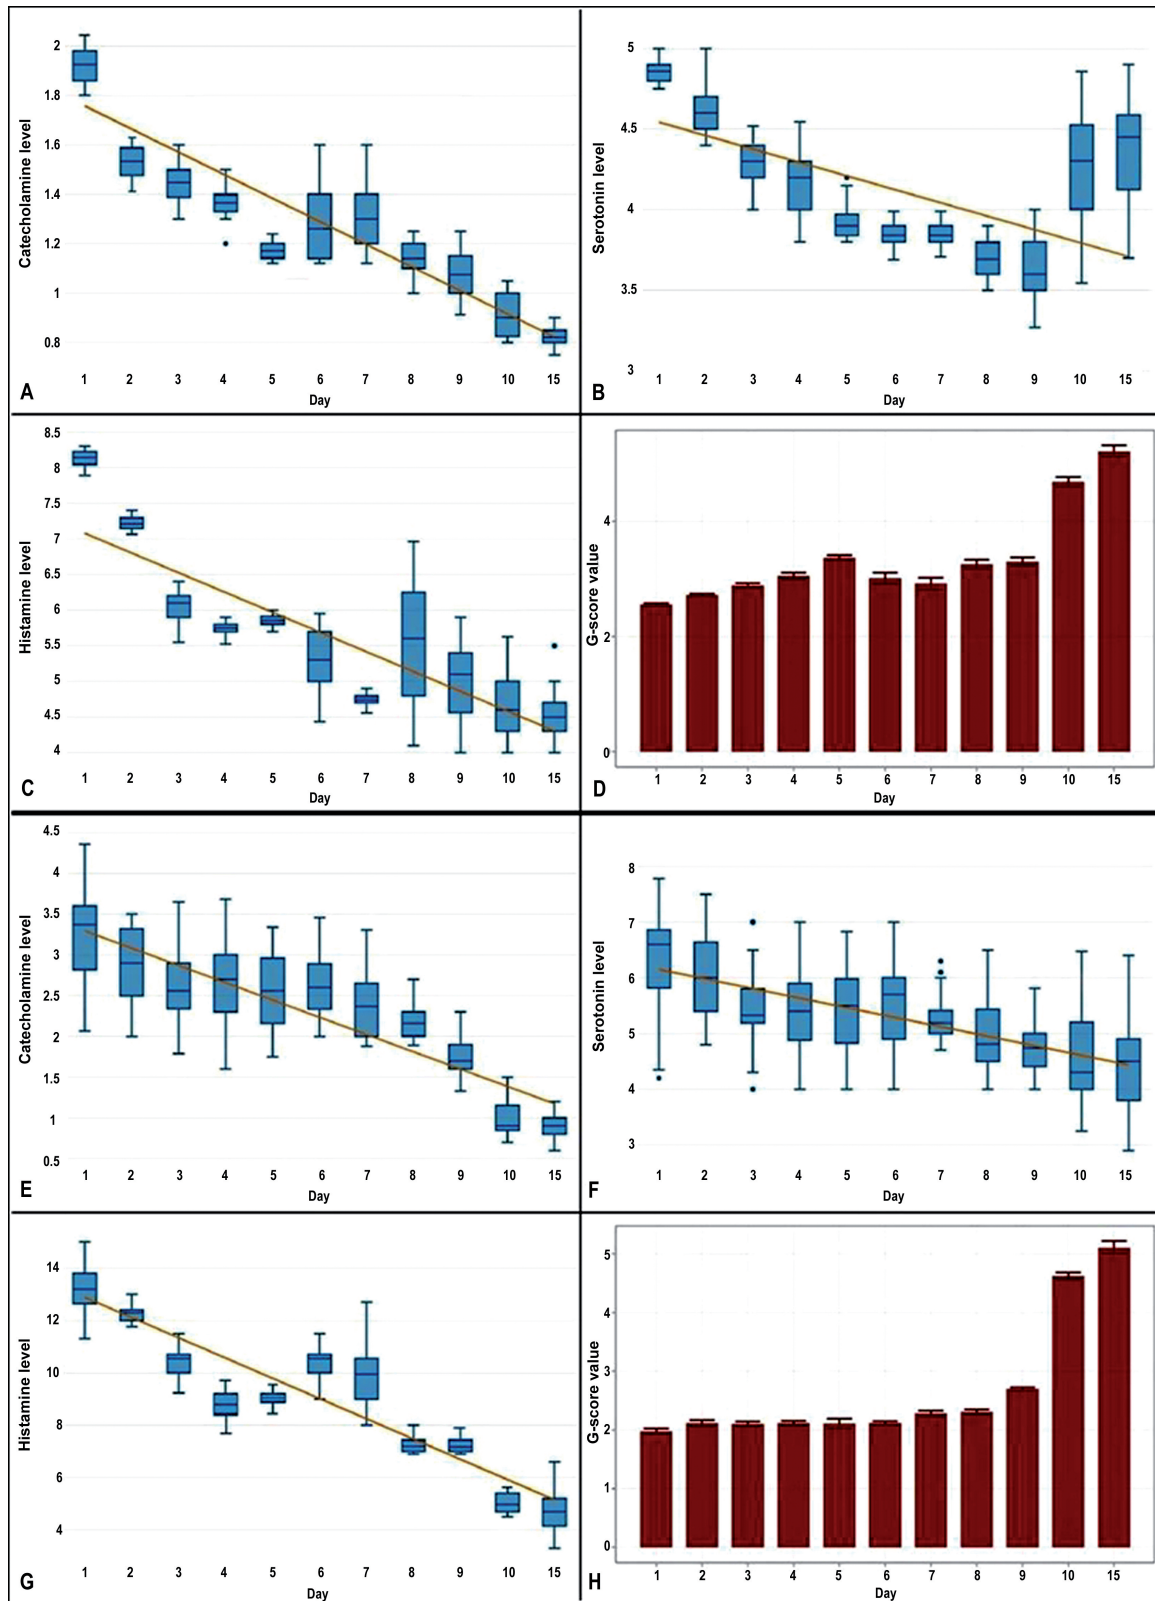 Catecholamine level
2
1.8
1.6
1.4
1.2
1
0.8
1 2 3 4 5 6 7 8 9 10 15
Day
A
Serotonin level
5
4.5
4
3.5
3
1 2 3 4 5 6 7 8 9 10 15
Day
B
Histamine level
8.5
8
7.5
7
6.5
6
5.5
5
4.5
4
1 2 3 4 5 6 7 8 9 10 15
Day
C
G-score value
4
2
0
1 2 3 4 5 6 7 8 9 10 15
Day
D
Catecholamine level
4.5
4
3.5
3
2.5
2
1.5
1
0.5
1 2 3 4 5 6 7 8 9 10 15
Day
E
Serotonin level
8
7
6
5
4
3
1 2 3 4 5 6 7 8 9 10 15
Day
F
Histamine level
14
12
10
8
6
4
1 2 3 4 5 6 7 8 9 10 15
Day
G
G-score value
5
4
3
2
1
0
1 2 3 4 5 6 7 8 9 10 15
Day
H